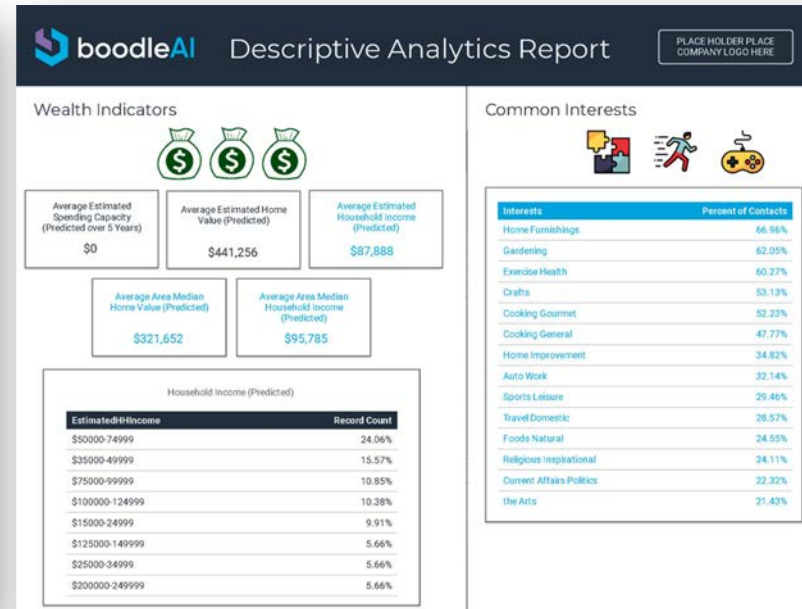 boodleAI
Descriptive Analytics Report
PLACE HOLDER PLACE
COMPANY LOGO HERE
Wealth Indicators
Average Estimated
Spending Capacity
(Predicted over 5 Years)
$0
Average Estimated Home
Value (Predicted)
$441,256
Average Estimated
Household Income
(Predicted)
$87,888
Average Area Median
Home Value (Predicted)
$321,652
Average Area Median
Household Income
(Predicted)
$95,785
Household Income (Predicted)
EstimatedHHIncome Record Count
$50000-74999 24.06%
$35000-49999 15.57%
$75000-99999 10.85%
$100000-124999 10.38%
$15000-24999 9.91%
$125000-149999 5.66%
$25000-34999 5.66%
$200000-249999 5.66%
Common Interests
Interests Percent of Contacts
Home Furnishings 66.96%
Gardening 62.05%
Exercise Health 60.27%
Crafts 53.13%
Cooking Gourmet 52.23%
Cooking General 47.77%
Home Improvement 34.82%
Auto Work 32.14%
Sports Leisure 29.46%
Travel Domestic 28.57%
Foods Natural 24.55%
Religious Inspirational 24.11%
Current Affairs Politics 22.32%
the Arts 21.43%